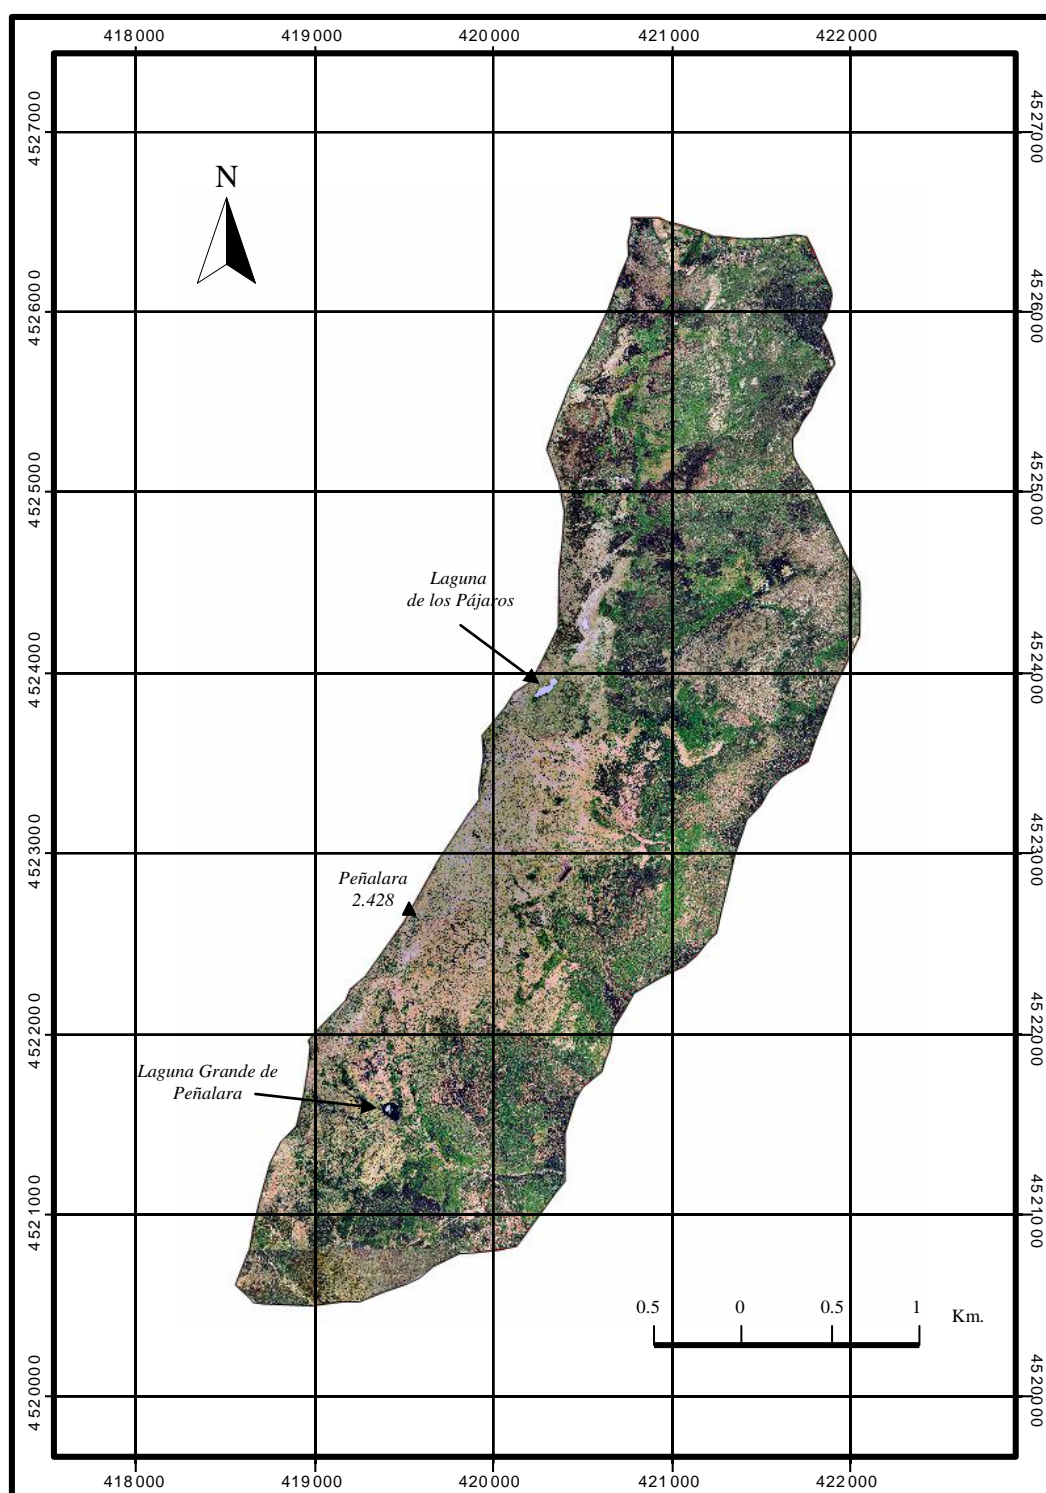 418000 419000 420000 421000 422000
4527000 4527000
N
4526000 4526000
4525000 4525000
Laguna
de los Pájaros
4524000 4524000
4523000 4523000
Peñalara
2.428
4522000 4522000
Laguna Grande de
Peñalara
4521000 4521000
0.5 0 0.5 1 Km.
4520000 4520000
418000 419000 420000 421000 422000